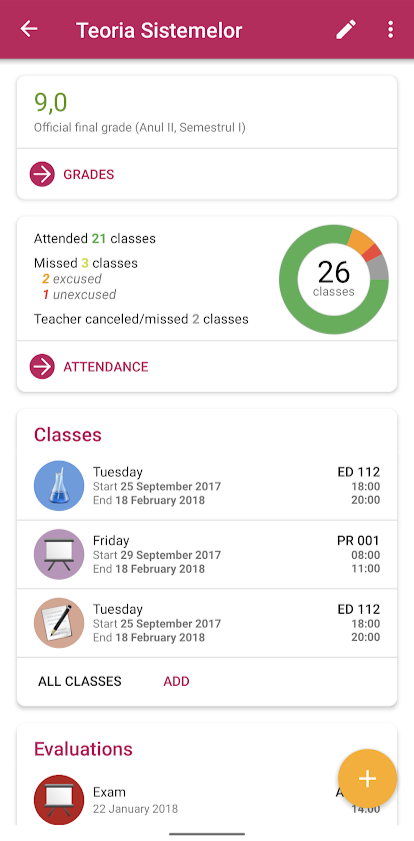 Teoria Sistemelor
9,0
Official final grade (Anul II, Semestrul I)
GRADES
Attended 21 classes
Missed 3 classes
2 excused
1 unexcused
Teacher canceled/missed 2 classes
26
classes
ATTENDANCE
Classes
Tuesday ED 112
Start 25 September 2017 18:00
End 18 February 2018 20:00
Friday PR 001
Start 29 September 2017 08:00
End 18 February 2018 11:00
Tuesday ED 112
Start 25 September 2017 18:00
End 18 February 2018 20:00
ALL CLASSES ADD
Evaluations
Exam
22 January 2018 14:00